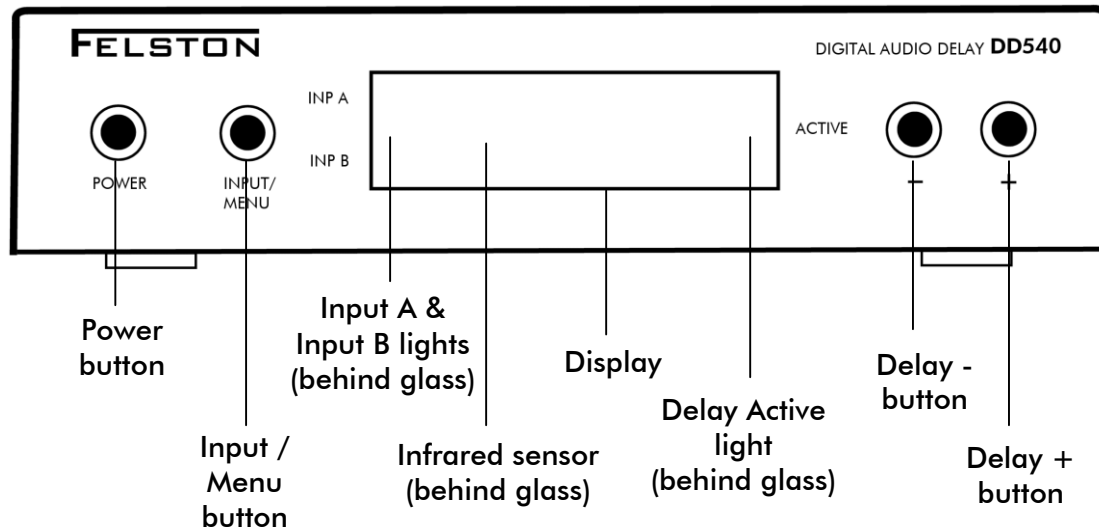 FELSTON
DIGITAL AUDIO DELAY DD540
INP A
INP B
ACTIVE
POWER
INPUT/
MENU
−
+
Power
button
Input /
Menu
button
Input A &
Input B lights
(behind glass)
Infrared sensor
(behind glass)
Display
Delay Active
light
(behind glass)
Delay -
button
Delay +
button